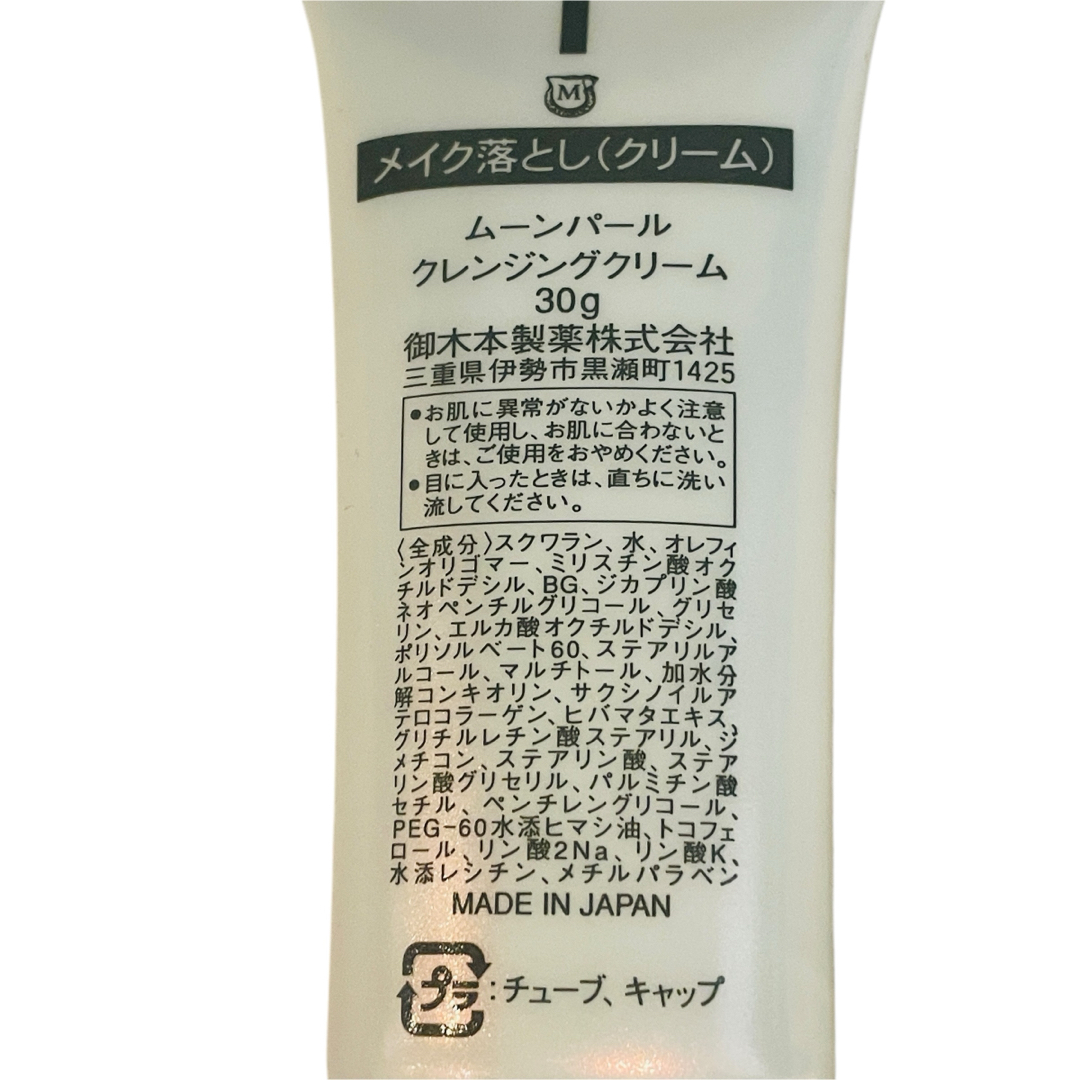 M
メイク落とし(クリーム)
ムーンパール
クレンジングクリーム
30g
御木本製薬株式会社
三重県伊勢市黒瀬町1425
●お肌に異常がないかよく注意
して使用し、お肌に合わないと
きは、ご使用をおやめください。
●目に入ったときは、直ちに洗い
流してください。
〈全成分〉スクワラン、水、オレフィ
ンオリゴマー、ミリスチン酸オク
チルドデシル、BG、ジカプリン酸
ネオペンチルグリコール、グリセ
リン、エルカ酸オクチルドデシル、
ポリソルベート60、ステアリルア
ルコール、マルチトール、加水分
解コンキオリン、サクシノイルア
テロコラーゲン、ヒバマタエキス、
グリチルレチン酸ステアリル、ジ
メチコン、ステアリン酸、ステア
リン酸グリセリル、パルミチン酸
セチル、ペンチレングリコール、
PEG-60水添ヒマシ油、トコフェ
ロール、リン酸2Na、リン酸K、
水添レシチン、メチルパラベン
MADE IN JAPAN
プラ:チューブ、キャップ